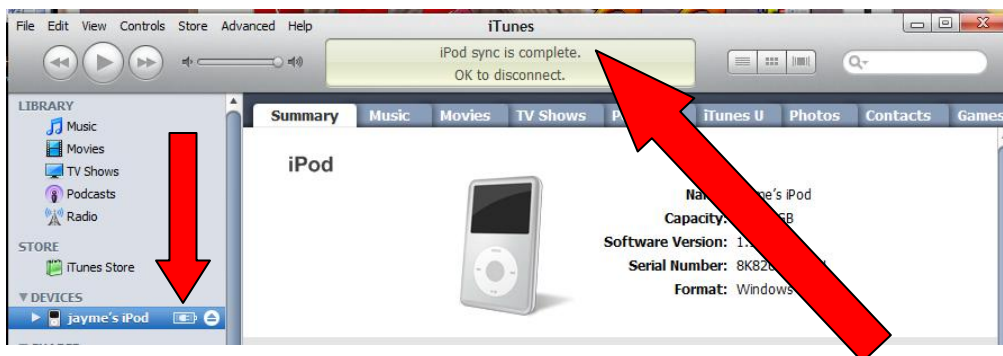 File Edit View Controls Store Advanced Help
iTunes
iPod sync is complete.
OK to disconnect.
LIBRARY
Music
Movies
TV Shows
Podcasts
Radio
STORE
iTunes Store
DEVICES
jayme's iPod
Summary Music Movies TV Shows iTunes U Photos Contacts Games
iPod
iPod
Capacity:
Software Version:
Serial Number:
Format: Windows